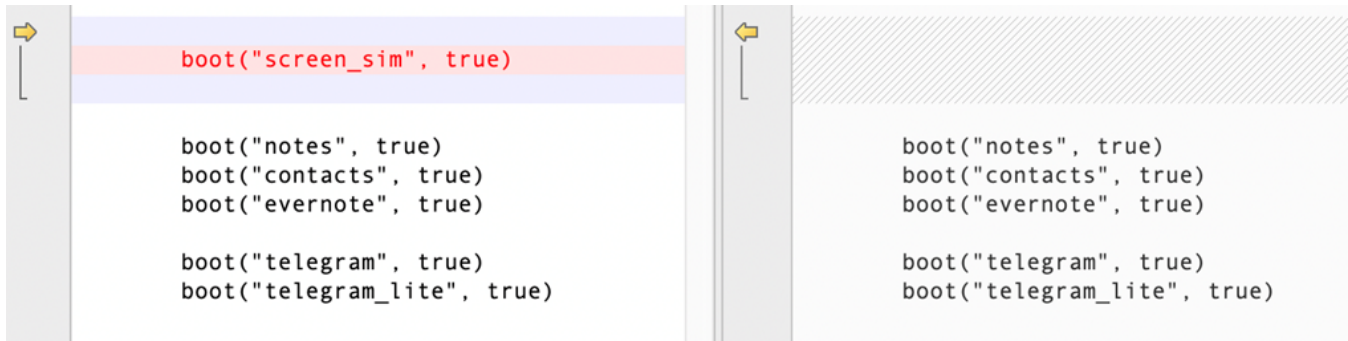 boot("screen_sim", true)
boot("notes", true)
boot("contacts", true)
boot("evernote", true)
boot("telegram", true)
boot("telegram_lite", true)
boot("notes", true)
boot("contacts", true)
boot("evernote", true)
boot("telegram", true)
boot("telegram_lite", true)